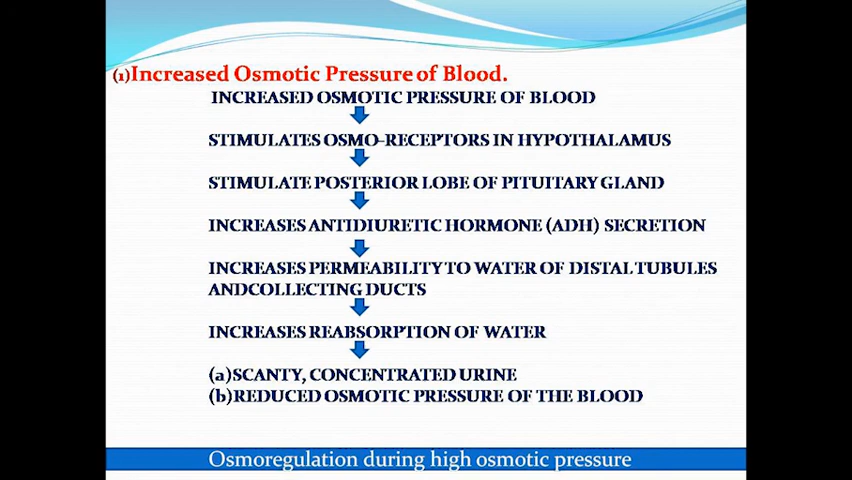 (1)Increased Osmotic Pressure of Blood.
INCREASED OSMOTIC PRESSURE OF BLOOD
STIMULATES OSMO-RECEPTORS IN HYPOTHALAMUS
STIMULATE POSTERIOR LOBE OF PITUITARY GLAND
INCREASES ANTIDIURETIC HORMONE (ADH) SECRETION
INCREASES PERMEABILITY TO WATER OF DISTAL TUBULES
ANDCOLLECTING DUCTS
INCREASES REABSORPTION OF WATER
(a)SCANTY, CONCENTRATED URINE
(b)REDUCED OSMOTIC PRESSURE OF THE BLOOD
Osmoregulation during high osmotic pressure